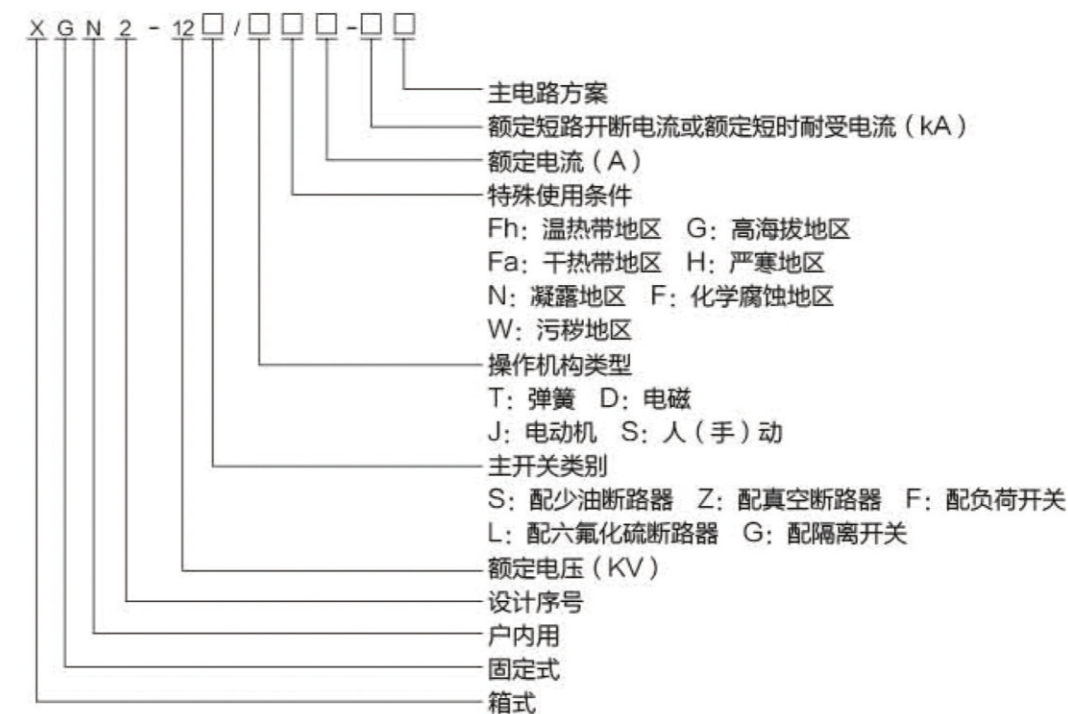 X G N 2 - 12 □ / □ □ □ - □ □
主电路方案
额定短路开断电流或额定短时耐受电流（kA）
额定电流（A）
特殊使用条件
Fh：温热带地区 G：高海拔地区
Fa：干热带地区 H：严寒地区
N：凝露地区 F：化学腐蚀地区
W：污秽地区
操作机构类型
T：弹簧 D：电磁
J：电动机 S：人（手）动
主开关类别
S：配少油断路器 Z：配真空断路器 F：配负荷开关
L：配六氟化硫断路器 G：配隔离开关
额定电压（KV）
设计序号
户内用
固定式
箱式